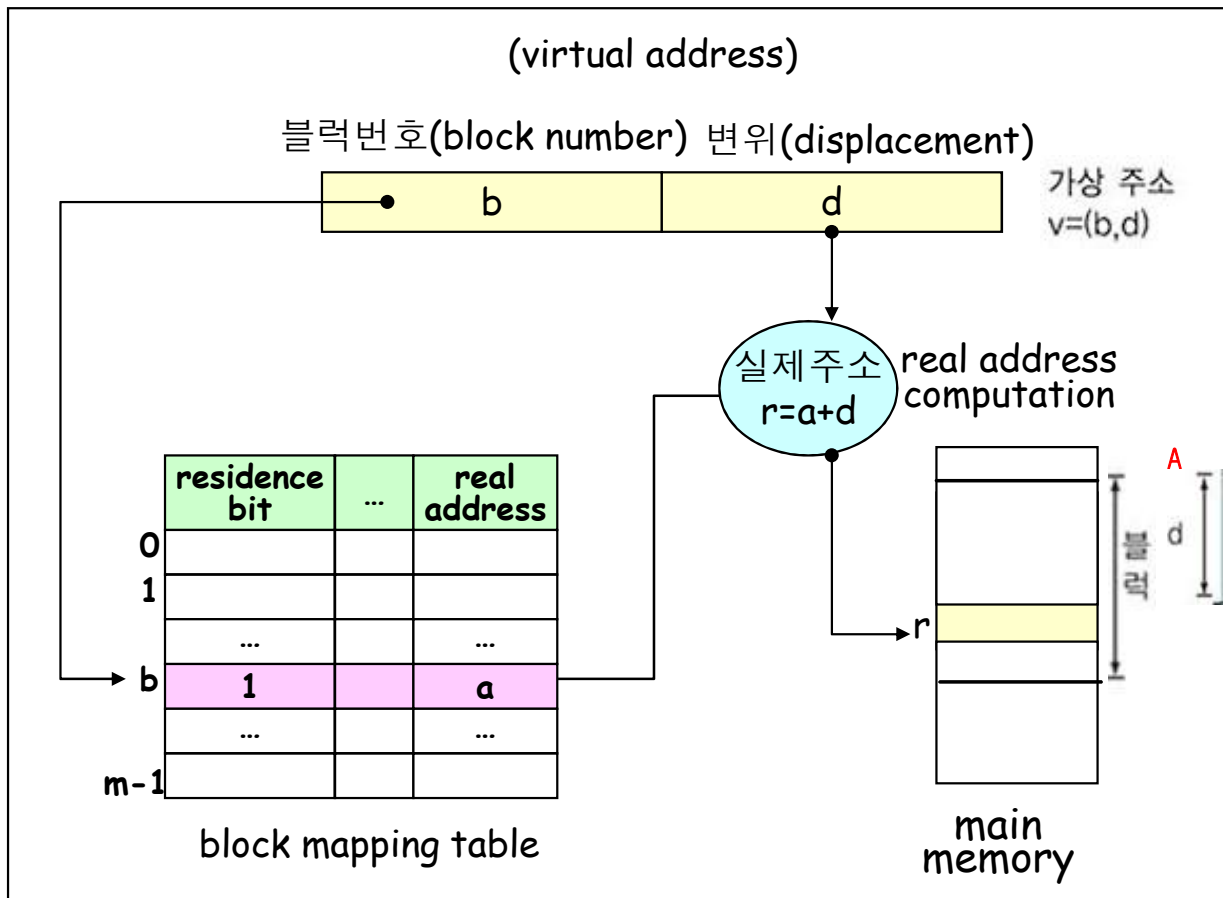 (virtual address)
블럭번호(block number) 변위(displacement)
b
d
가상 주소
v=(b,d)
실제주소
r=a+d
real address
computation
residence
bit
...
real
address
0
1
...
...
b
1
a
...
...
m-1
block mapping table
A
d
블럭
r
main
memory